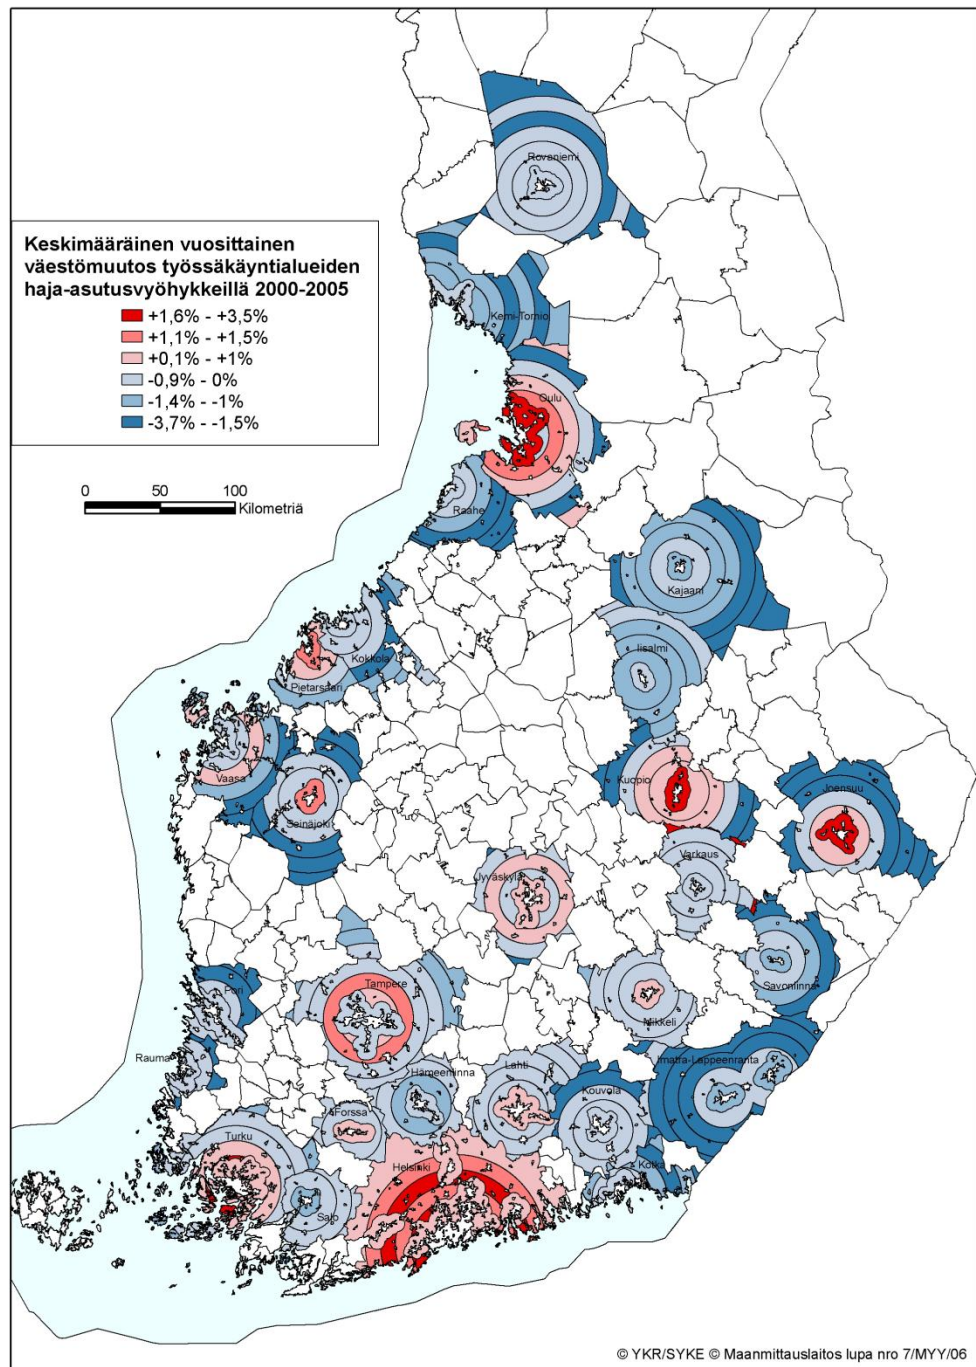 Rovaniemi
Keskimääräinen vuosittainen
väestömuutos työssäkäyntialueiden
haja-asutusvyöhykkeillä 2000-2005
+1,6% - +3,5%
+1,1% - +1,5%
+0,1% - +1%
-0,9% - 0%
-1,4% - -1%
-3,7% - -1,5%
Kemi-Tornio
Oulu
0 50 100
Kilometriä
Raahe
Kajaani
Iisalmi
Kokkola
Pietarsaari
Vaasa
Kuopio
Joensuu
Seinäjoki
Varkaus
Jyväskylä
Tampere
Savonlinna
Pori
Mikkeli
Rauma
Imatra-Lappeenranta
Hämeenlinna
Lahti
Kouvola
Forssa
Turku
Helsinki
Kotka
Salo
© YKR/SYKE © Maanmittauslaitos lupa nro 7/MYY/06